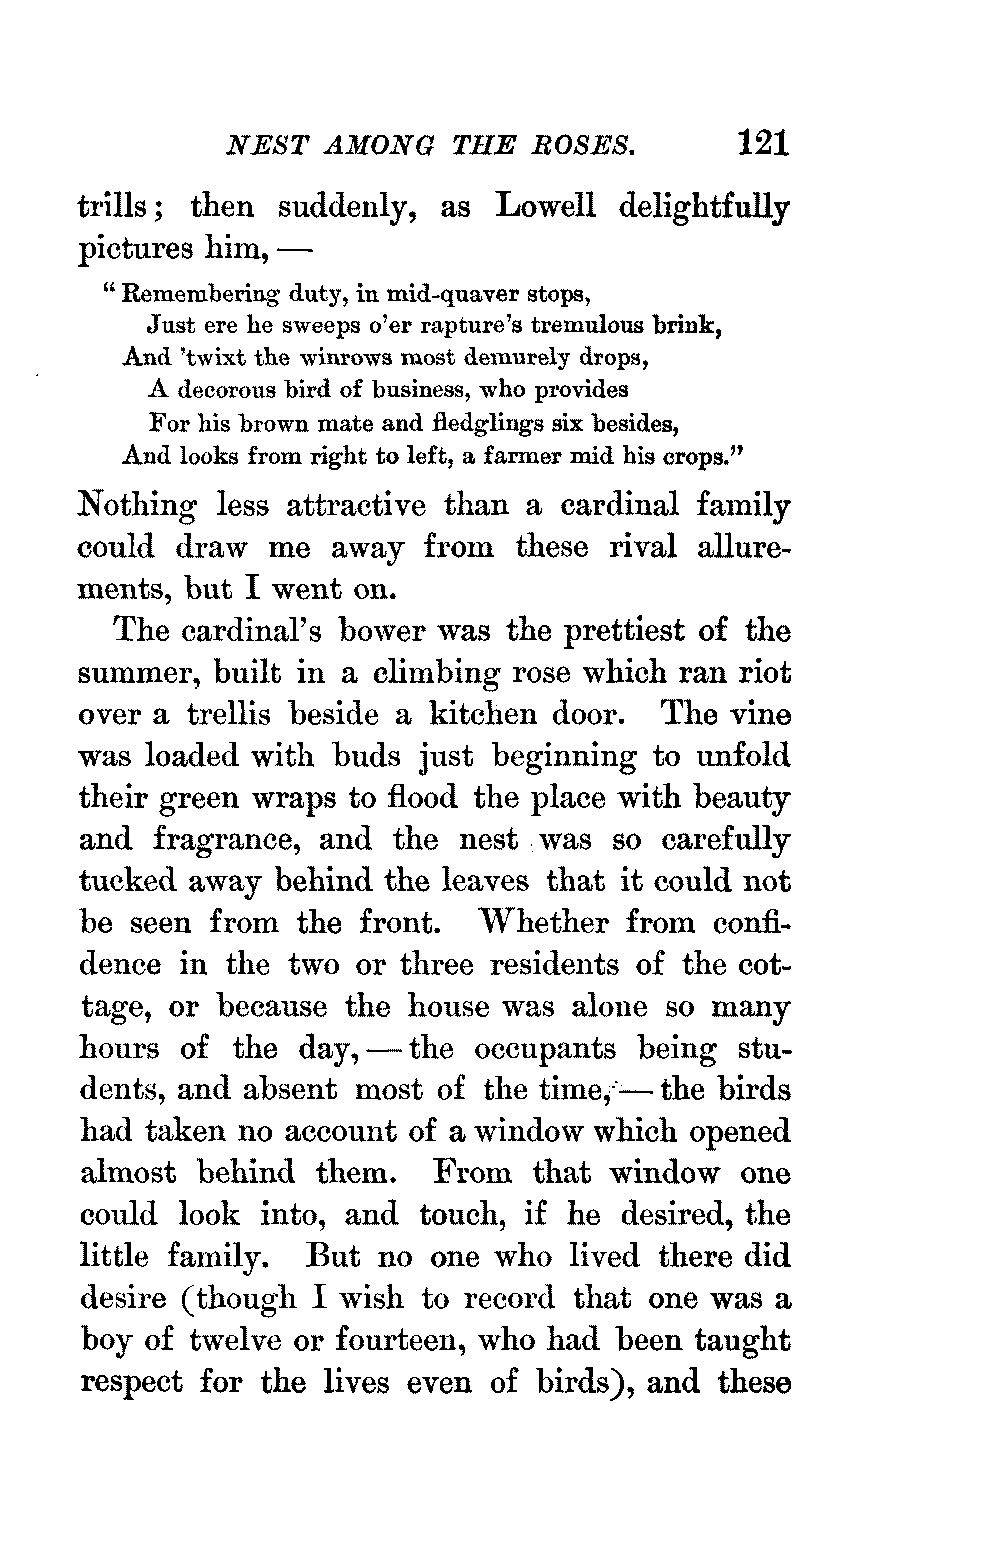 NEST AMONG THE ROSES. 121
trills; then suddenly, as Lowell delightfully
pictures him, —
“Remembering duty, in mid-quaver stops,
Just ere he sweeps o’er rapture’s tremulous brink,
And ’twixt the winrows most demurely drops,
A decorous bird of business, who provides
For his brown mate and fledglings six besides,
And looks from right to left, a farmer mid his crops.”
Nothing less attractive than a cardinal family
could draw me away from these rival allure-
ments, but I went on.
The cardinal’s bower was the prettiest of the
summer, built in a climbing rose which ran riot
over a trellis beside a kitchen door. The vine
was loaded with buds just beginning to unfold
their green wraps to flood the place with beauty
and fragrance, and the nest was so carefully
tucked away behind the leaves that it could not
be seen from the front. Whether from confi-
dence in the two or three residents of the cot-
tage, or because the house was alone so many
hours of the day, — the occupants being stu-
dents, and absent most of the time, — the birds
had taken no account of a window which opened
almost behind them. From that window one
could look into, and touch, if he desired, the
little family. But no one who lived there did
desire (though I wish to record that one was a
boy of twelve or fourteen, who had been taught
respect for the lives even of birds), and these